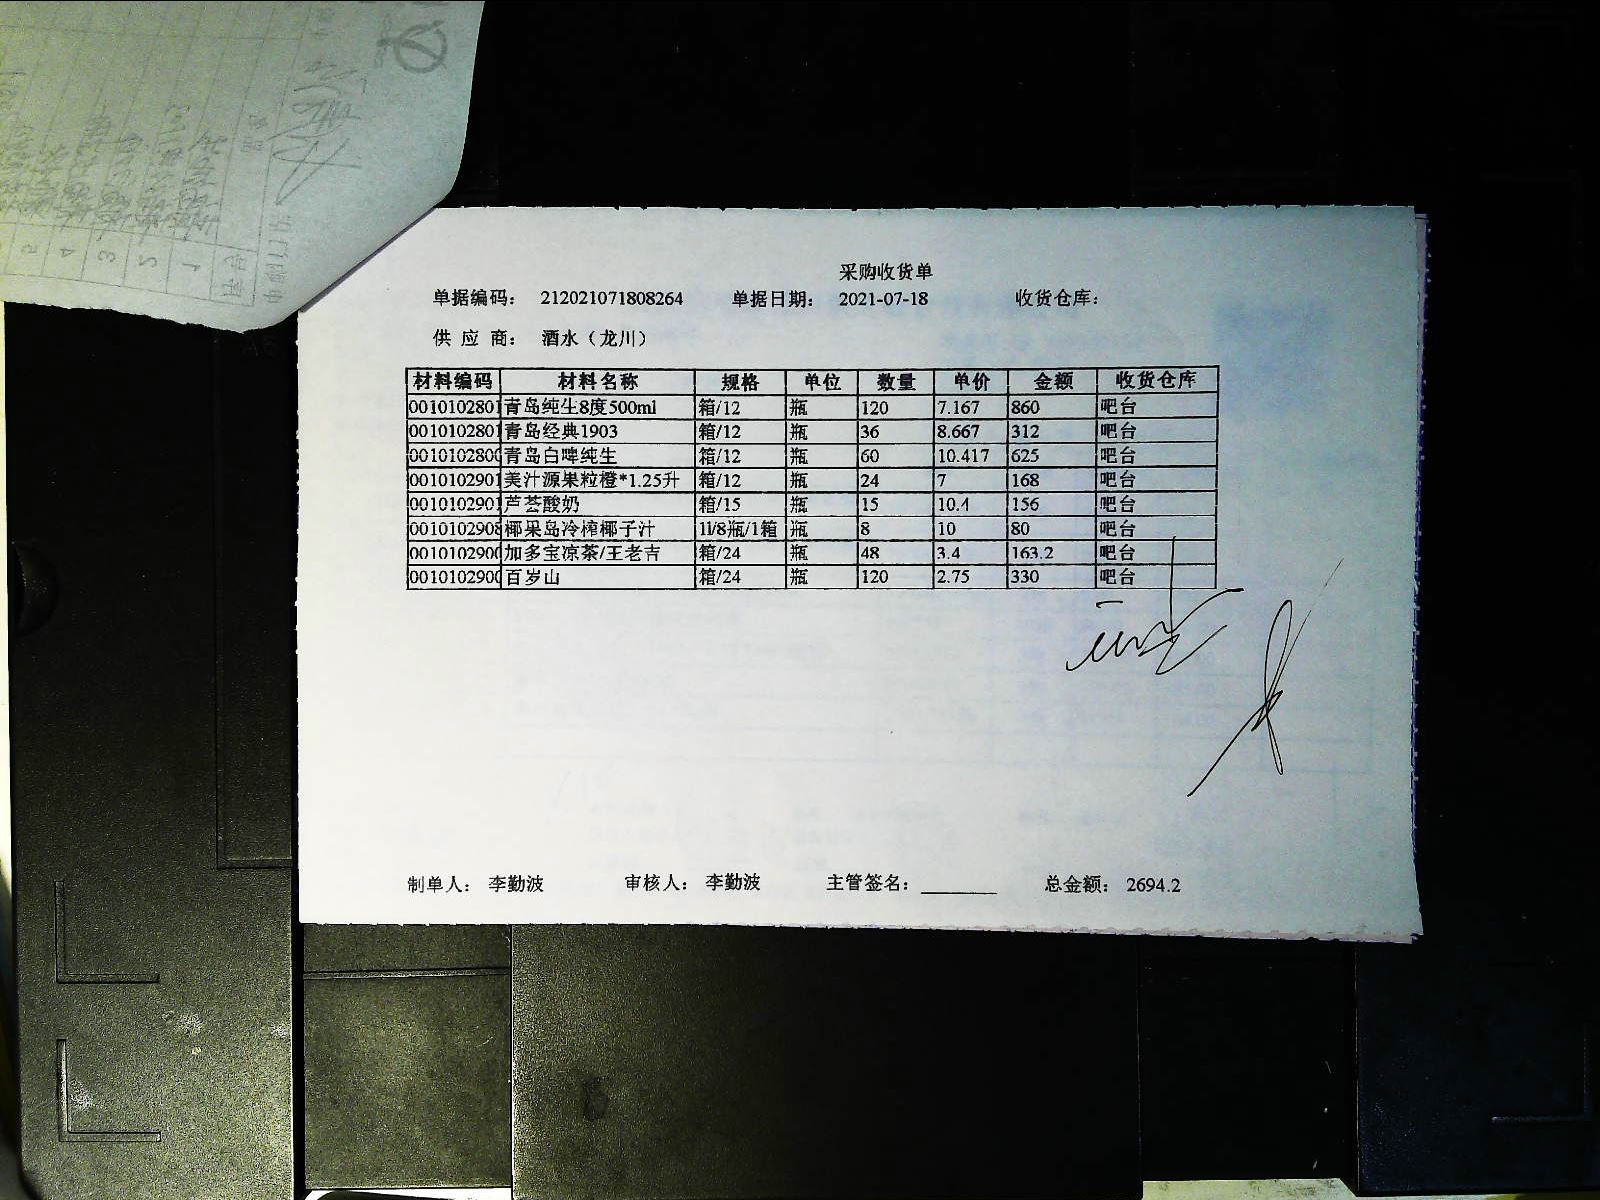 采购收货单
单据编码: 212021071808264 单据日期: 2021-07-18 收货仓库:
供 应 商: 酒水（龙川）
材料编码 材料名称 规格 单位 数量 单价 金额 收货仓库
0010102801 青岛纯生8度500ml 箱/12 瓶 120 7.167 860 吧台
0010102801 青岛经典1903 箱/12 瓶 36 8.667 312 吧台
0010102800 青岛白啤纯生 箱/12 瓶 60 10.417 625 吧台
0010102901 美汁源果粒橙*1.25升 箱/12 瓶 24 7 168 吧台
0010102901 芦荟酸奶 箱/15 瓶 15 10.4 156 吧台
0010102908 椰果岛冷榨椰子汁 1l/8瓶/1箱 瓶 8 10 80 吧台
0010102900 加多宝凉茶/王老吉 箱/24 瓶 48 3.4 163.2 吧台
0010102900 百岁山 箱/24 瓶 120 2.75 330 吧台
制单人: 李勤波 审核人: 李勤波 主管签名: 总金额: 2694.2